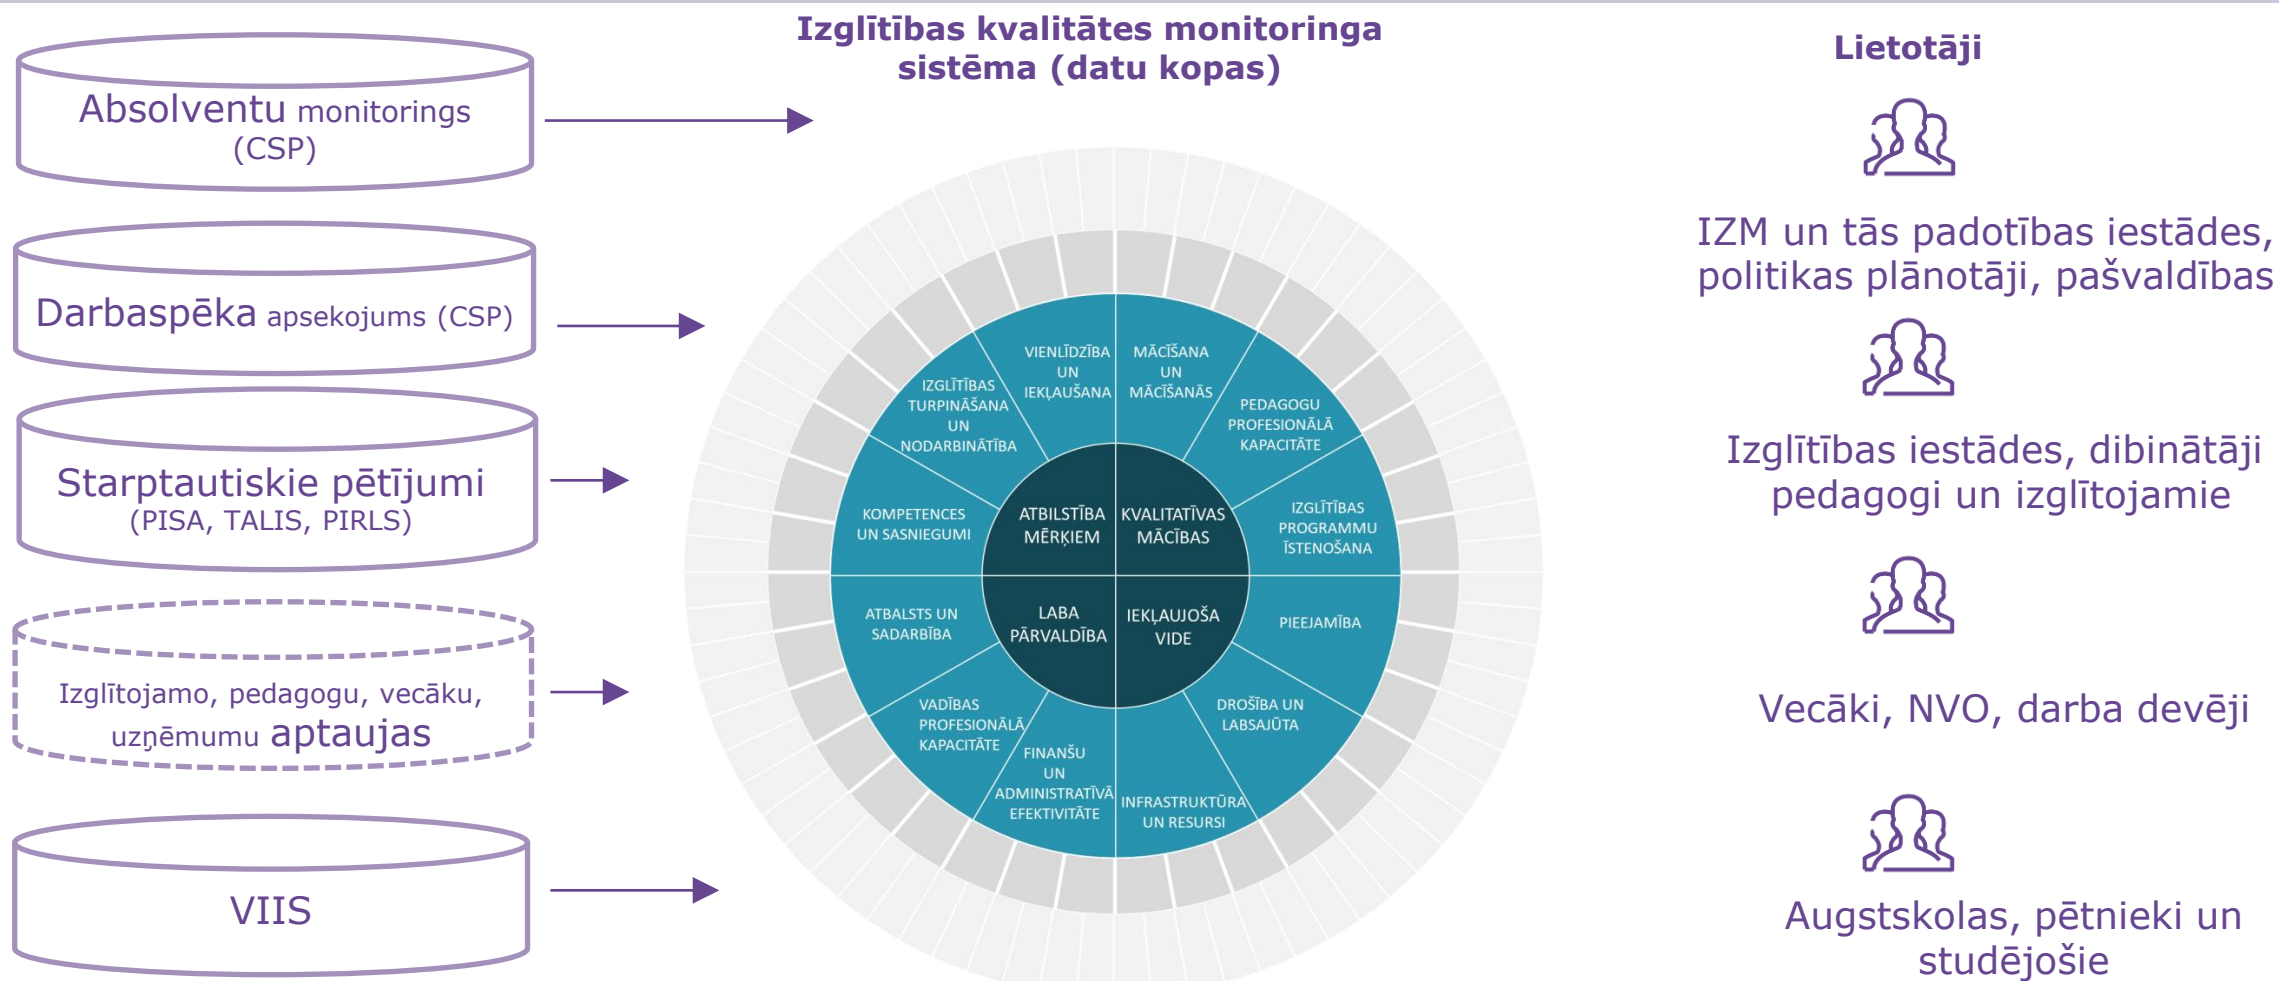 Izglītības kvalitātes monitoringa
sistēma (datu kopas)
Lietotāji
Absolventu monitorings
(CSP)
Darbaspēka apsekojums (CSP)
Starptautiskie pētījumi
(PISA, TALIS, PIRLS)
Izglītojamo, pedagogu, vecāku,
uzņēmumu aptaujas
VIIS
VIENLĪDZĪBA
UN
IEKĻAUŠANA
MĀCĪŠANA
UN
MĀCĪŠANĀS
IZGLĪTĪBAS
TURPINĀŠANA
UN
NODARBINĀTĪBA
PEDAGOGU
PROFESIONĀLĀ
KAPACITĀTE
KOMPETENCES
UN SASNIEGUMI
ATBILSTĪBA
MĒRĶIEM
KVALITATĪVAS
MĀCĪBAS
IZGLĪTĪBAS
PROGRAMMU
ĪSTENOŠANA
ATBALSTS UN
SADARBĪBA
LABA
PĀRVALDĪBA
IEKĻAUJOŠA
VIDE
PIEEJAMĪBA
VADĪBAS
PROFESIONĀLĀ
KAPACITĀTE
DROŠĪBA UN
LABSAJŪTA
FINANŠU
UN
ADMINISTRATĪVĀ
EFEKTIVITĀTE
INFRASTRUKTŪRA
UN RESURSI
IZM un tās padotības iestādes,
politikas plānotāji, pašvaldības
Izglītības iestādes, dibinātāji
pedagogi un izglītojamie
Vecāki, NVO, darba devēji
Augstskolas, pētnieki un
studējošie